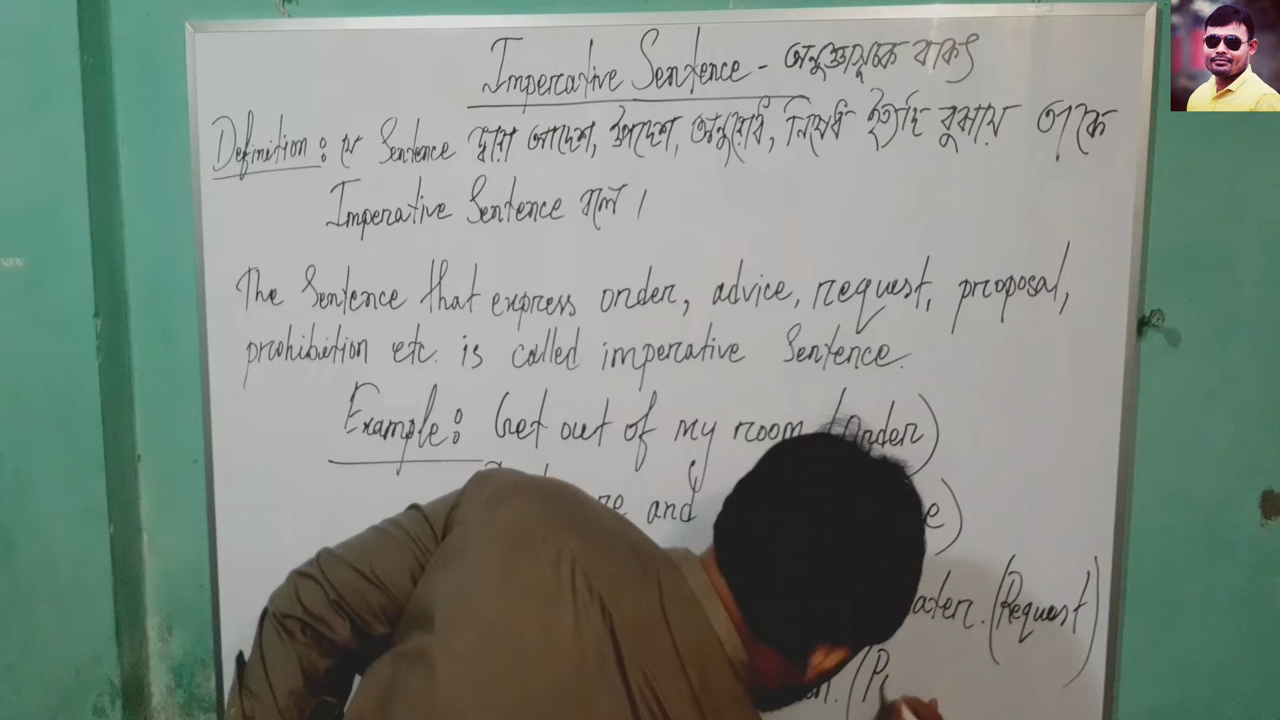 Imperative Sentence - অনুজ্ঞাসূচক বাক্য
Definition: যে Sentence দ্বারা আদেশ, উপদেশ, অনুরোধ, নিষেধ ইত্যাদি বুঝায় তাকে
Imperative Sentence বলে।
The Sentence that express order, advice, request, proposal,
prohibition etc. is called imperative Sentence.
Example: Get out of my room (Order)
and
(Request)